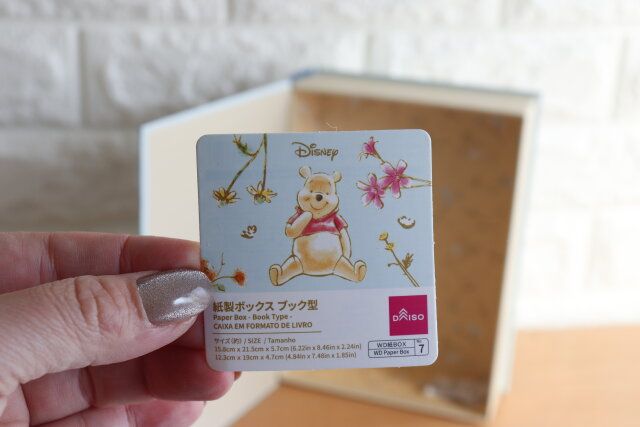 Disney
紙製ボックス ブック型
Paper Box - Book Type -
CAIXA EM FORMATO DE LIVRO
サイズ(約) / SIZE / Tamanho
15.8cm x 21.5cm x 5.7cm (6.22in x 8.46in x 2.24in)
12.3cm x 19cm x 4.7cm (4.84in x 7.48in x 1.85in)
DAISO
WD紙BOX
WD Paper Box
No 7